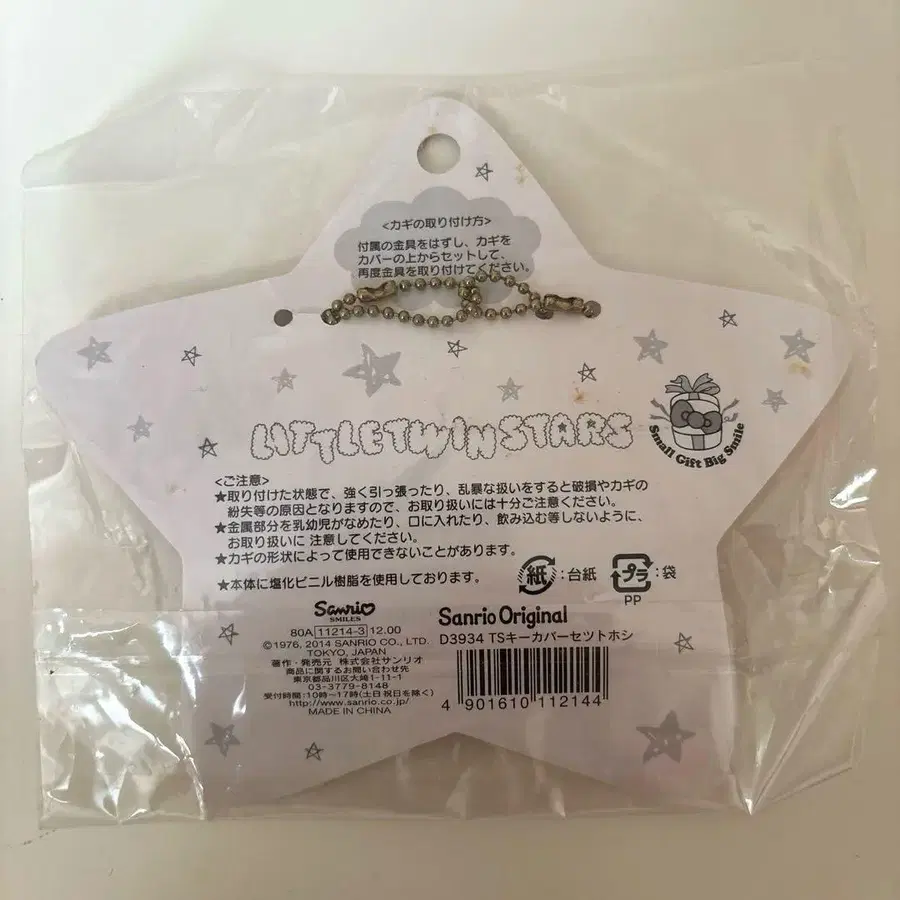 <カギの取り付け方>
付属の金具をはずし、カギを
カバーの上からセットして、
再度金具を取り付けてください。
LITTLETWINSTARS
Small Gift Big Smile
<ご注意>
★取り付けた状態で、強く引っ張ったり、乱暴な扱いをすると破損やカギの
紛失等の原因となりますので、お取り扱いには十分ご注意ください。
★金属部分を乳幼児がなめたり、口に入れたり、飲み込む等しないように、
お取り扱いに 注意してください。
★カギの形状によって使用できないことがあります。
★本体に塩化ビニル樹脂を使用しております。
紙:台紙
プラ:袋
PP
Sanrio
SMILES
80A 11214-3 12.00
©1976, 2014 SANRIO CO., LTD.
TOKYO, JAPAN
著作・発売元 株式会社サンリオ
商品に関するお問い合わせ先
東京都品川区大崎1-11-1
03-3779-8148
受付時間:10時~17時(土日祝日を除く)
http://www.sanrio.co.jp/
MADE IN CHINA
Sanrio Original
D3934 TSキーカバーセットホシ
4 901610 112144